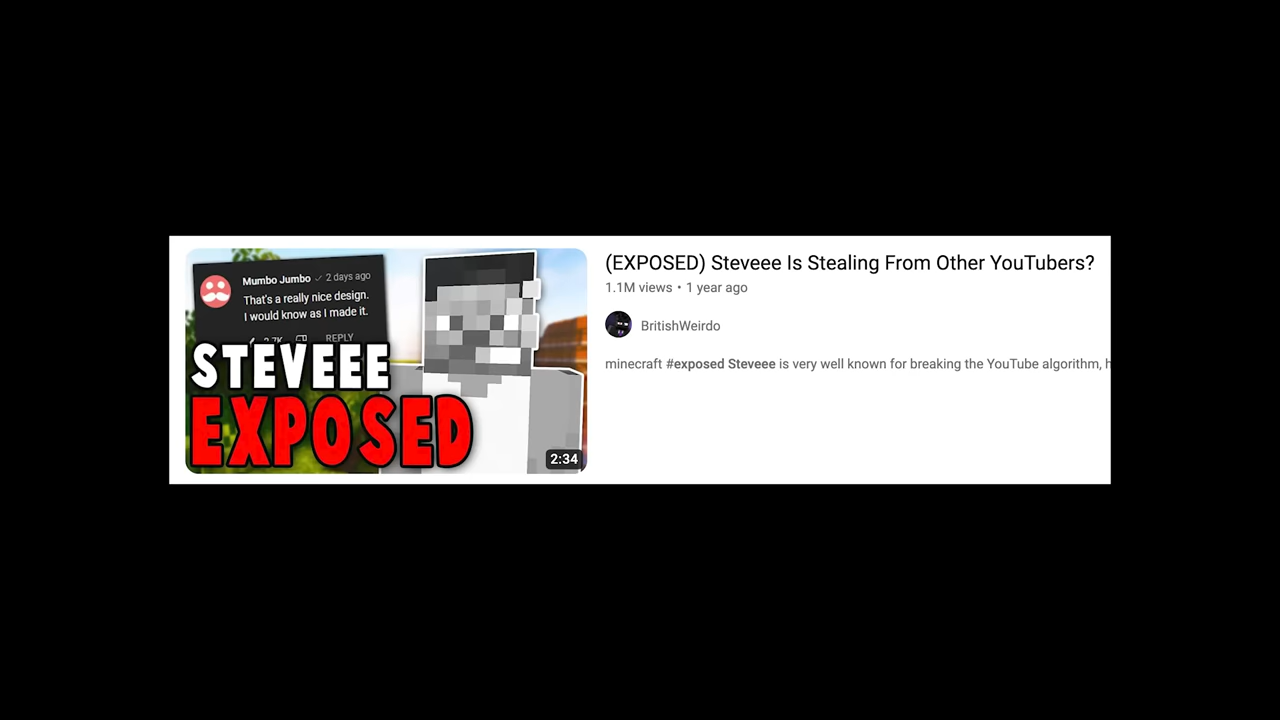 Mumbo Jumbo 2 days ago
That's a really nice design.
I would know as I made it.
REPLY
STEVEEE
EXPOSED
2:34
(EXPOSED) Steveee Is Stealing From Other YouTubers?
1.1M views • 1 year ago
BritishWeirdo
minecraft #exposed Steveee is very well known for breaking the YouTube algorithm, h